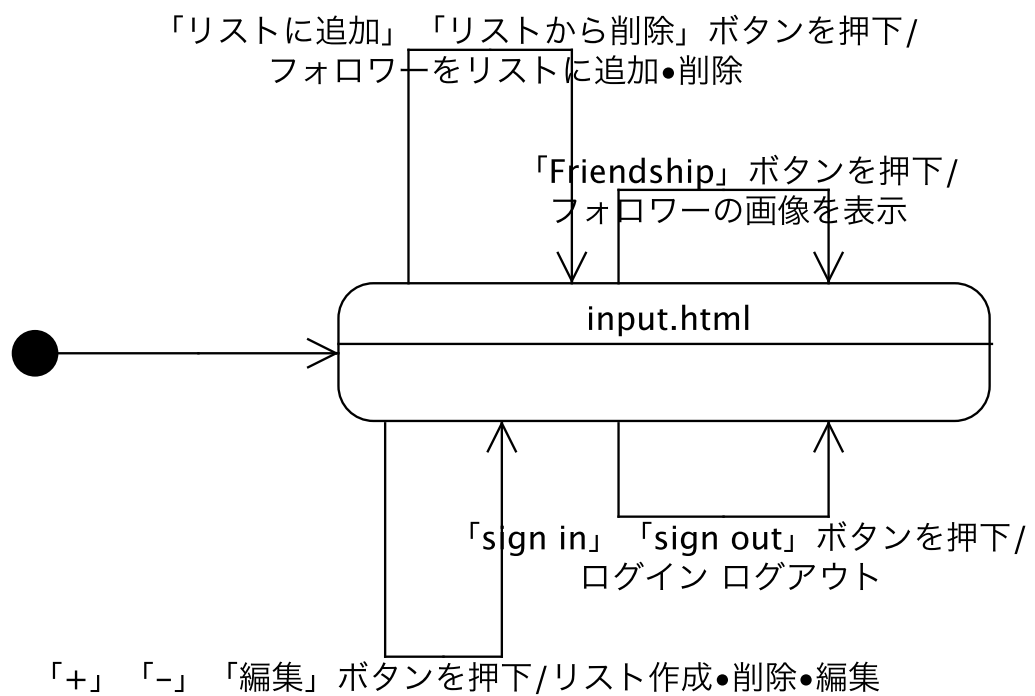 「リストに追加」「リストから削除」ボタンを押下/
フォロワーをリストに追加•削除
「Friendship」ボタンを押下/
フォロワーの画像を表示
input.html
「sign in」「sign out」ボタンを押下/
ログイン ログアウト
「+」「-」「編集」ボタンを押下/リスト作成•削除•編集